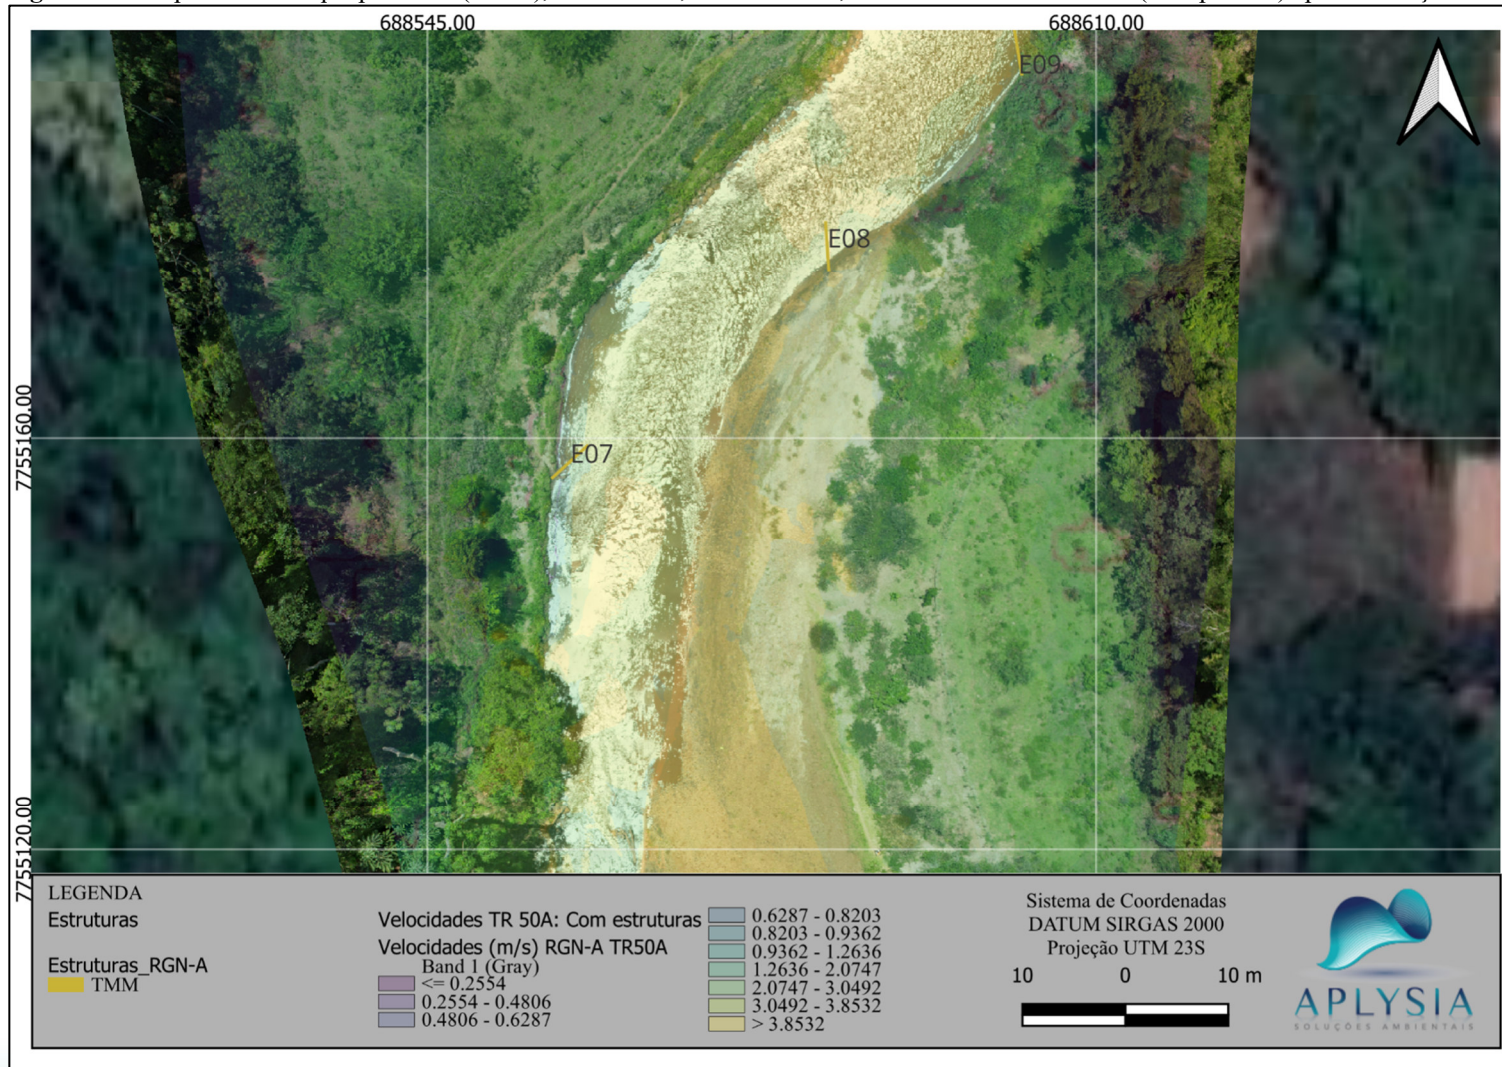 688545,00
688610,00
E09
E08
E07
7755160,00
7755120,00
LEGENDA
Estruturas
Estruturas_RGN-A
TMM
Velocidades TR 50A: Com estruturas
Velocidades (m/s) RGN-A TR50A
Band 1 (Gray)
<= 0.2554
0.2554 - 0.4806
0.4806 - 0.6287
0.6287 - 0.8203
0.8203 - 0.9362
0.9362 - 1.2636
1.2636 - 2.0747
2.0747 - 3.0492
3.0492 - 3.8532
> 3.8532
Sistema de Coordenadas
DATUM SIRGAS 2000
Projeção UTM 23S
10 0 10 m
APLYSIA
SOLUÇÕES AMBIENTAIS